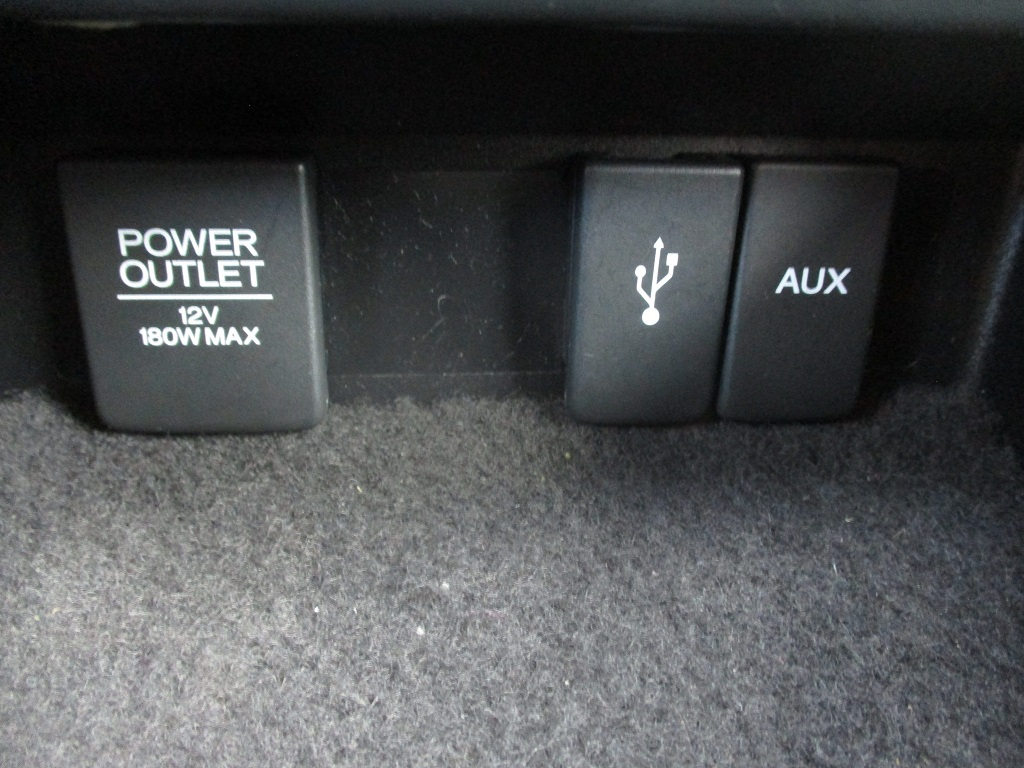 POWER
OUTLET
12V
180W MAX
AUX